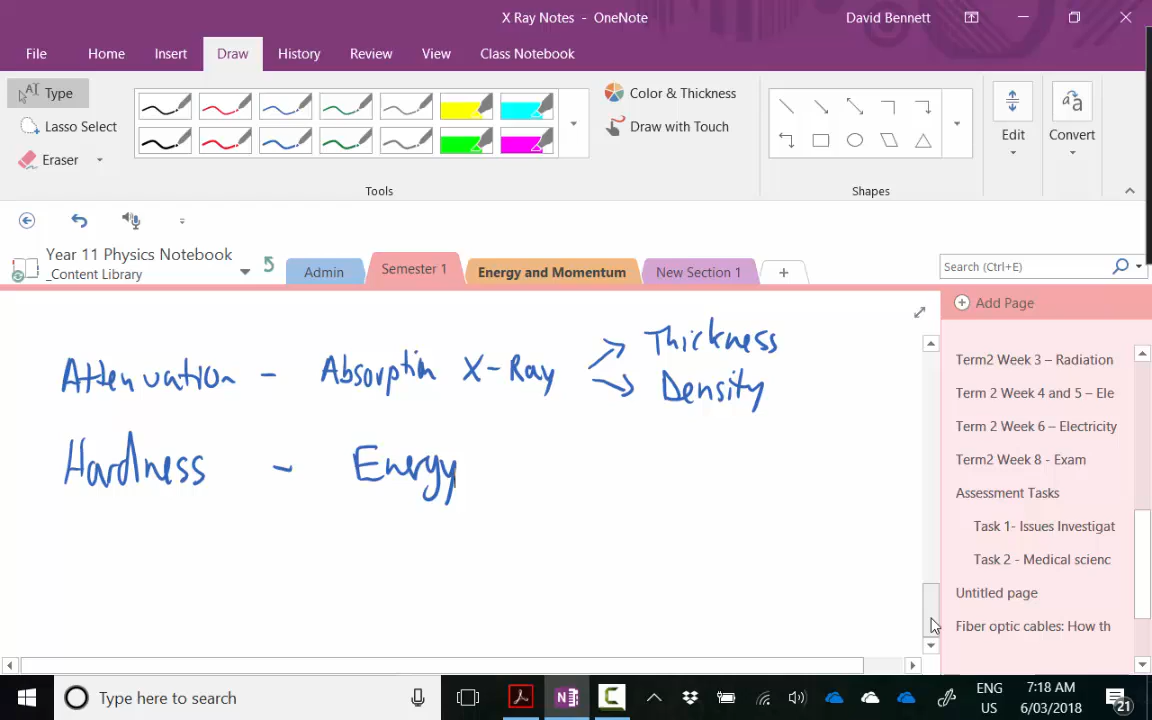 X Ray Notes - OneNote
David Bennett
File Home Insert Draw History Review View Class Notebook
Type
Lasso Select
Eraser
Tools
Color & Thickness
Draw with Touch
Shapes
Edit
Convert
Year 11 Physics Notebook
_Content Library
Admin
Semester 1
Energy and Momentum
New Section 1
+
Search (Ctrl+E)
Attenuation - Absorption X-Ray
Thickness
Density
Hardness - Energy
Add Page
Term2 Week 3 – Radiation
Term 2 Week 4 and 5 – Ele
Term 2 Week 6 – Electricity
Term2 Week 8 - Exam
Assessment Tasks
Task 1- Issues Investigat
Task 2 - Medical scienc
Untitled page
Fiber optic cables: How th
Type here to search
ENG
US
7:18 AM
6/03/2018
21